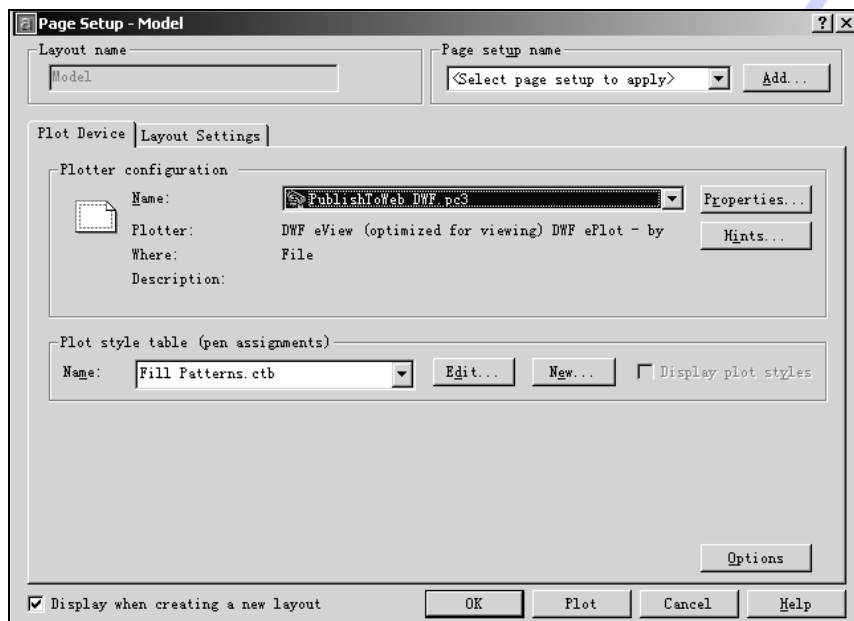 Page Setup - Model
Layout name
Model
Page setup name
<Select page setup to apply>
Add...
Plot Device
Layout Settings
Plotter configuration
Name:
PublishToWeb DWF.pc3
Properties...
Plotter:
DWF eView (optimized for viewing) DWF ePlot - by
Hints...
Where:
File
Description:
Plot style table (pen assignments)
Name:
Fill Patterns.ctb
Edit...
New...
Display plot styles
Options
Display when creating a new layout
OK
Plot
Cancel
Help